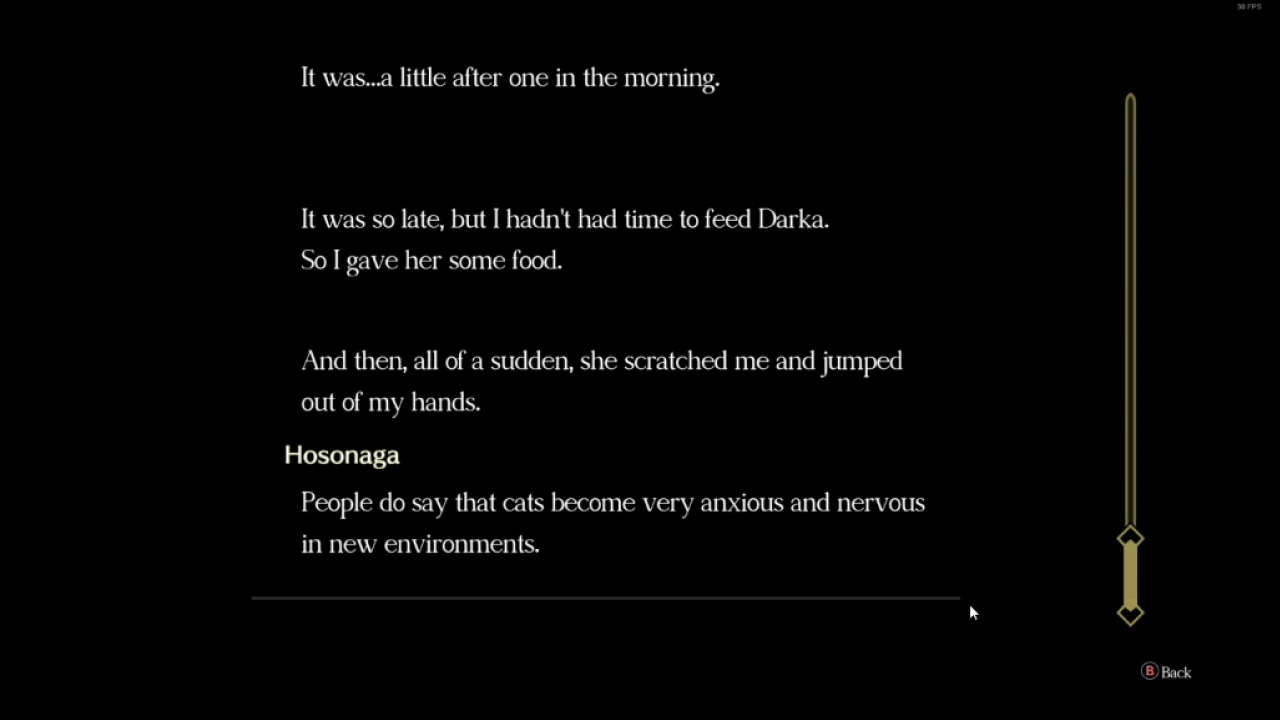 30 FPS
It was...a little after one in the morning.
It was so late, but I hadn't had time to feed Darka.
So I gave her some food.
And then, all of a sudden, she scratched me and jumped
out of my hands.
Hosonaga
People do say that cats become very anxious and nervous
in new environments.
B Back